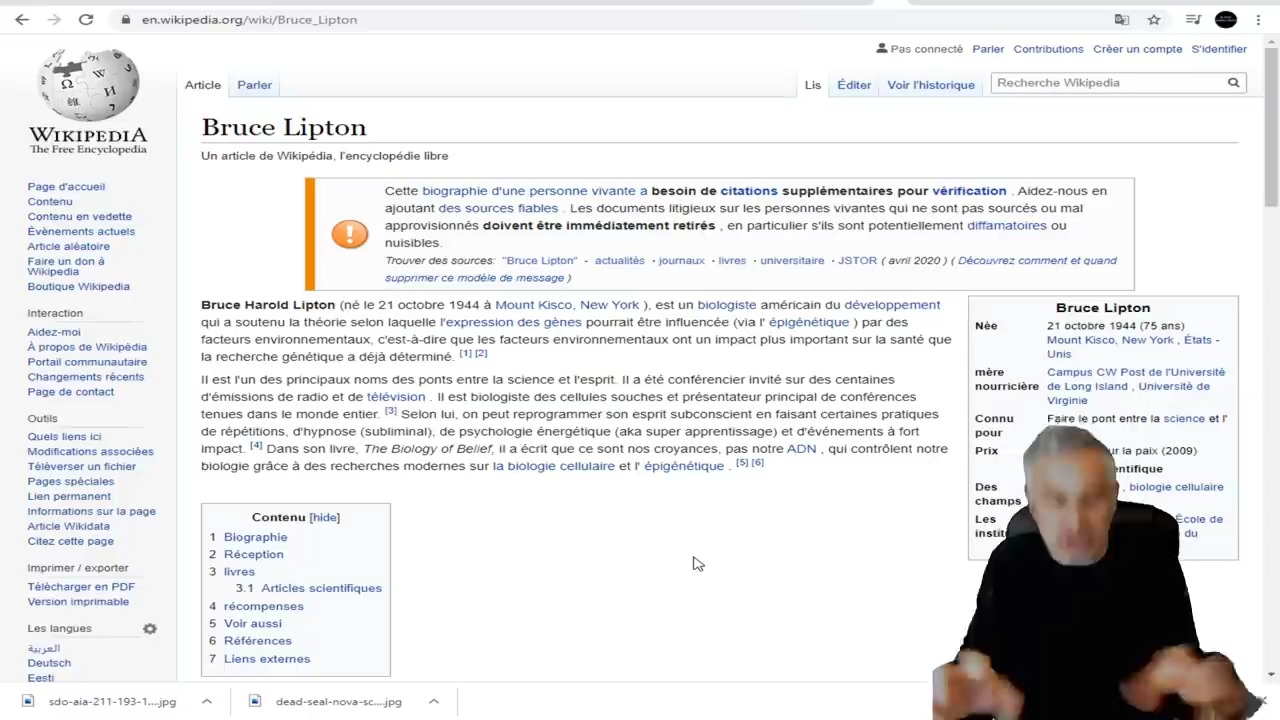 en.wikipedia.org/wiki/Bruce_Lipton
Pas connecté Parler Contributions Créer un compte S'identifier
Article Parler Lis Éditer Voir l'historique Recherche Wikipedia
WIKIPEDIA
The Free Encyclopedia
Bruce Lipton
Un article de Wikipédia, l'encyclopédie libre
Page d'accueil
Contenu
Contenu en vedette
Évènements actuels
Article aléatoire
Faire un don à
Wikipedia
Boutique Wikipedia
Interaction
Aidez-moi
À propos de Wikipédia
Portail communautaire
Changements récents
Page de contact
Outils
Quels liens ici
Modifications associées
Téléverser un fichier
Pages spéciales
Lien permanent
Informations sur la page
Article Wikidata
Citez cette page
Imprimer / exporter
Télécharger en PDF
Version imprimable
Les langues
العربية
Deutsch
Eesti
Cette biographie d'une personne vivante a besoin de citations supplémentaires pour vérification . Aidez-nous en
ajoutant des sources fiables . Les documents litigieux sur les personnes vivantes qui ne sont pas sourcés ou mal
approvisionnés doivent être immédiatement retirés , en particulier s'ils sont potentiellement diffamatoires ou
nuisibles.
Trouver des sources: "Bruce Lipton" - actualités · journaux · livres · universitaire · JSTOR ( avril 2020 ) ( Découvrez comment et quand
supprimer ce modèle de message )
Bruce Harold Lipton (né le 21 octobre 1944 à Mount Kisco, New York ), est un biologiste américain du développement
qui a soutenu la théorie selon laquelle l'expression des gènes pourrait être influencée (via l' épigénétique ) par des
facteurs environnementaux, c'est-à-dire que les facteurs environnementaux ont un impact plus important sur la santé que
la recherche génétique a déjà déterminé. [1] [2]
Il est l'un des principaux noms des ponts entre la science et l'esprit. Il a été conférencier invité sur des centaines
d'émissions de radio et de télévision . Il est biologiste des cellules souches et présentateur principal de conférences
tenues dans le monde entier. [3] Selon lui, on peut reprogrammer son esprit subconscient en faisant certaines pratiques
de répétitions, d'hypnose (subliminal), de psychologie énergétique (aka super apprentissage) et d'événements à fort
impact. [4] Dans son livre, The Biology of Belief, il a écrit que ce sont nos croyances, pas notre ADN , qui contrôlent notre
biologie grâce à des recherches modernes sur la biologie cellulaire et l' épigénétique . [5] [6]
Contenu [hide]
1 Biographie
2 Réception
3 livres
3.1 Articles scientifiques
4 récompenses
5 Voir aussi
6 Références
7 Liens externes
Bruce Lipton
Née 21 octobre 1944 (75 ans)
Mount Kisco, New York , États -
Unis
mère Campus CW Post de l'Université
nourricière de Long Island , Université de
Virginie
Connu Faire le pont entre la science et l'
pour
Prix ur la paix (2009)
entifique
Des , biologie cellulaire
champs
Les École de
instit du
sdo-aia-211-193-1....jpg
dead-seal-nova-sc....jpg